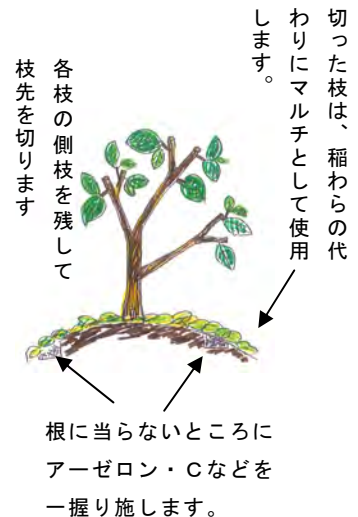 切った枝は、稲わらの代
わりにマルチとして使用
します。
各枝の側枝を残して
枝先を切ります
根に当らないところに
アーゼロン・Ｃなどを
一握り施します。